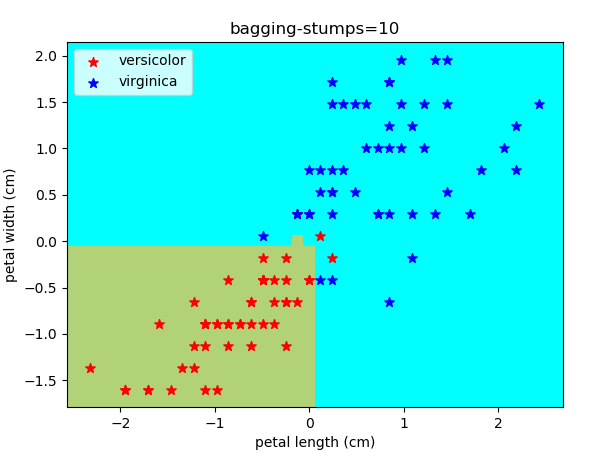 bagging-stumps=10
versicolor
virginica
petal width (cm)
2.0
1.5
1.0
0.5
0.0
−0.5
−1.0
−1.5
−2
−1
0
1
2
petal length (cm)